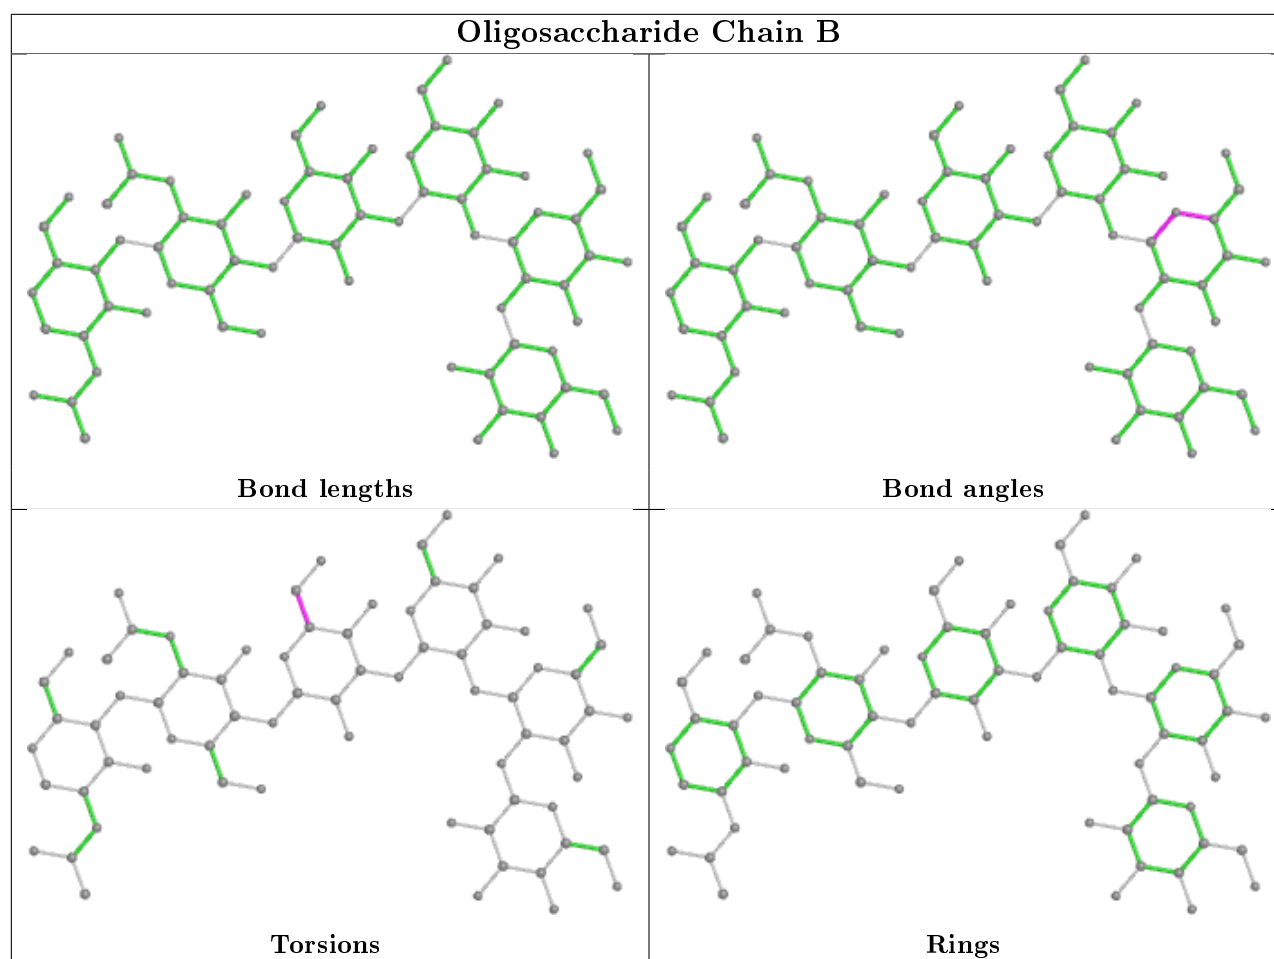 Oligosaccharide Chain B
Bond lengths
Bond angles
Torsions
Rings